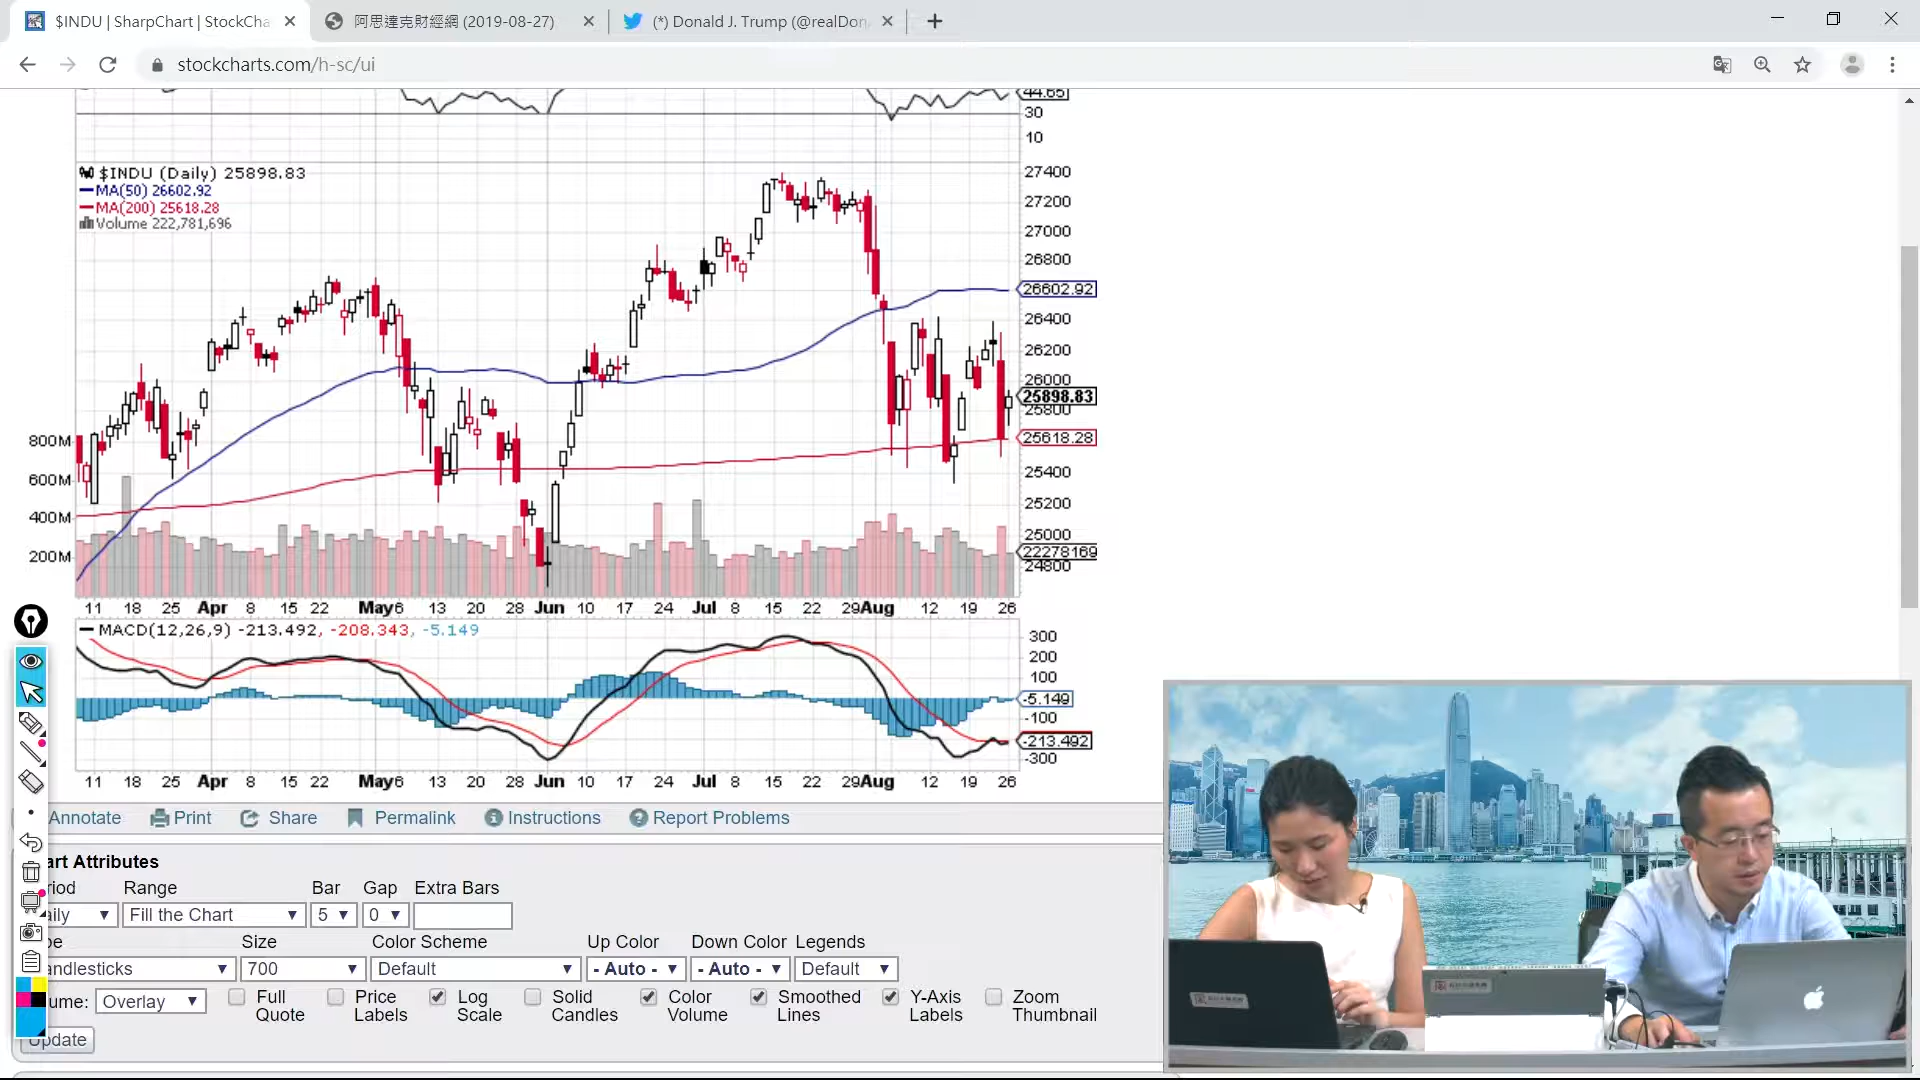 $INDU | SharpChart | StockCha
阿思達克財經網 (2019-08-27)
(*) Donald J. Trump (@realDon
stockcharts.com/h-sc/ui
44.65
30
10
$INDU (Daily) 25898.83
MA(50) 26602.92
MA(200) 25618.28
Volume 222,781,696
27400
27200
27000
26800
26602.92
26400
26200
26000
25898.83
25800
25618.28
25400
25200
25000
22278169
24800
800M
600M
400M
200M
11 18 25 Apr 8 15 22 May6 13 20 28 Jun 10 17 24 Jul 8 15 22 29Aug 12 19 26
MACD(12,26,9) -213.492, -208.343, -5.149
300
200
100
-5.149
-100
-213.492
-300
11 18 25 Apr 8 15 22 May6 13 20 28 Jun 10 17 24 Jul 8 15 22 29Aug 12 19 26
Annotate Print Share Permalink Instructions Report Problems
art Attributes
riod Range Bar Gap Extra Bars
aily Fill the Chart 5 0
pe Size Color Scheme Up Color Down Color Legends
andlesticks 700 Default - Auto - - Auto - Default
ume: Overlay Full Quote Price Labels Log Scale Solid Candles Color Volume Smoothed Lines Y-Axis Labels Zoom Thumbnail
Update